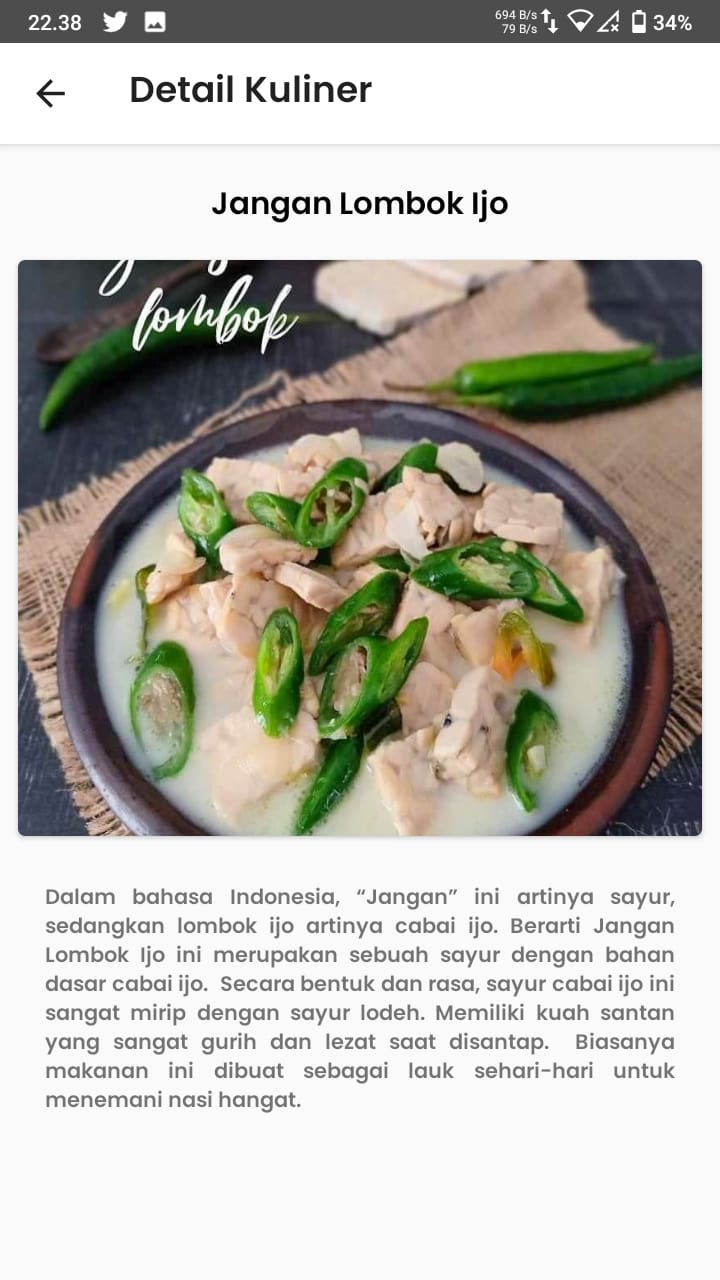 22.38
694 B/s
79 B/s
34%
Detail Kuliner
Jangan Lombok Ijo
lombok
Dalam bahasa Indonesia, “Jangan” ini artinya sayur,
sedangkan lombok ijo artinya cabai ijo. Berarti Jangan
Lombok Ijo ini merupakan sebuah sayur dengan bahan
dasar cabai ijo. Secara bentuk dan rasa, sayur cabai ijo ini
sangat mirip dengan sayur lodeh. Memiliki kuah santan
yang sangat gurih dan lezat saat disantap. Biasanya
makanan ini dibuat sebagai lauk sehari-hari untuk
menemani nasi hangat.